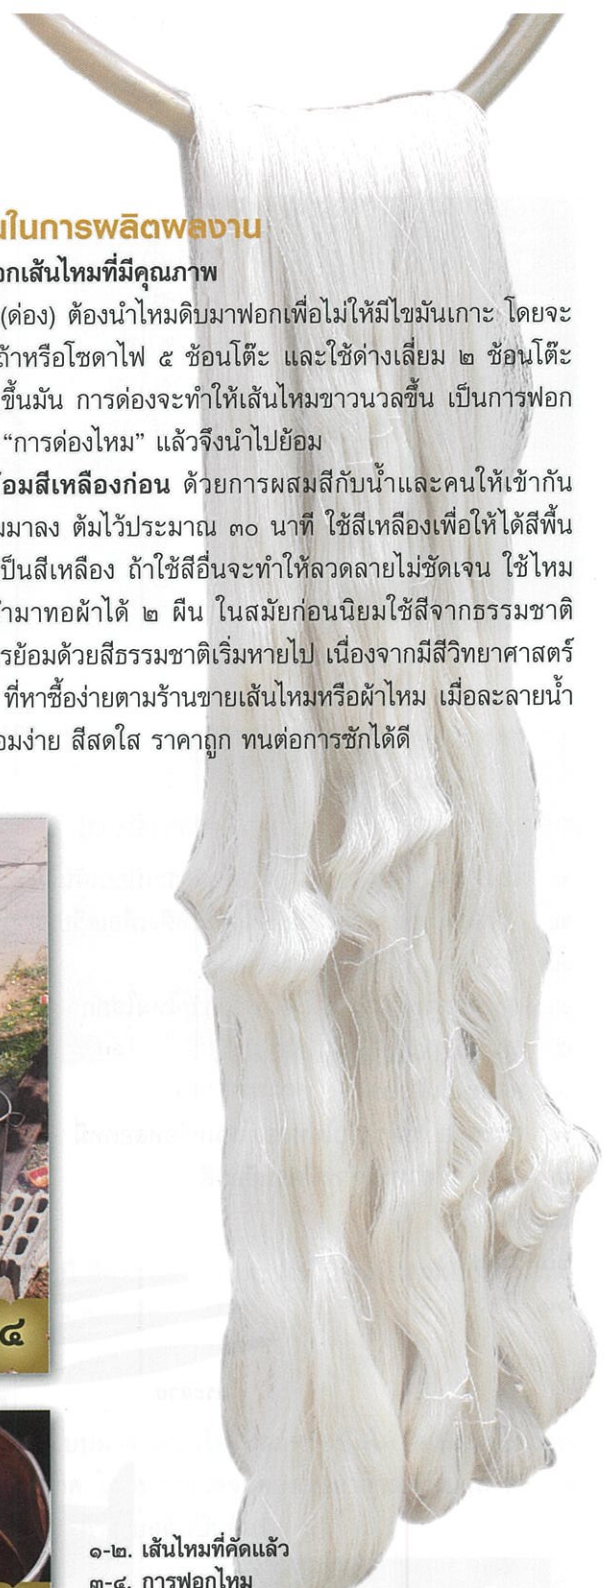 นในการผลิตผลงาน
อกเส้นไหมที่มีคุณภาพ
(ด่อง) ต้องนำไหมดิบมาฟอกเพื่อไม่ให้มีไขมันเกาะ โดยจะ
ถ้าหรือโซดาไฟ ๕ ช้อนโต๊ะ และใช้ด่างเลี่ยม ๒ ช้อนโต๊ะ
ขึ้นมัน การด่องจะทำให้เส้นไหมขาวนวลขึ้น เป็นการฟอก
“การด่องไหม” แล้วจึงนำไปย้อม
้อมสีเหลืองก่อน ด้วยการผสมสีกับน้ำและคนให้เข้ากัน
มมาลง ต้มไว้ประมาณ ๓๐ นาที ใช้สีเหลืองเพื่อให้ได้สีพื้น
เป็นสีเหลือง ถ้าใช้สีอื่นจะทำให้ลวดลายไม่ชัดเจน ใช้ไหม
ำมาทอผ้าได้ ๒ ผืน ในสมัยก่อนนิยมใช้สีจากธรรมชาติ
รย้อมด้วยสีธรรมชาติเริ่มหายไป เนื่องจากมีสีวิทยาศาสตร์
ที่หาซื้อง่ายตามร้านขายเส้นไหมหรือผ้าไหม เมื่อละลายน้ำ
อมง่าย สีสดใส ราคาถูก ทนต่อการซักได้ดี
๔
๑-๒. เส้นไหมที่คัดแล้ว
๓-๔. การฟอกไหม